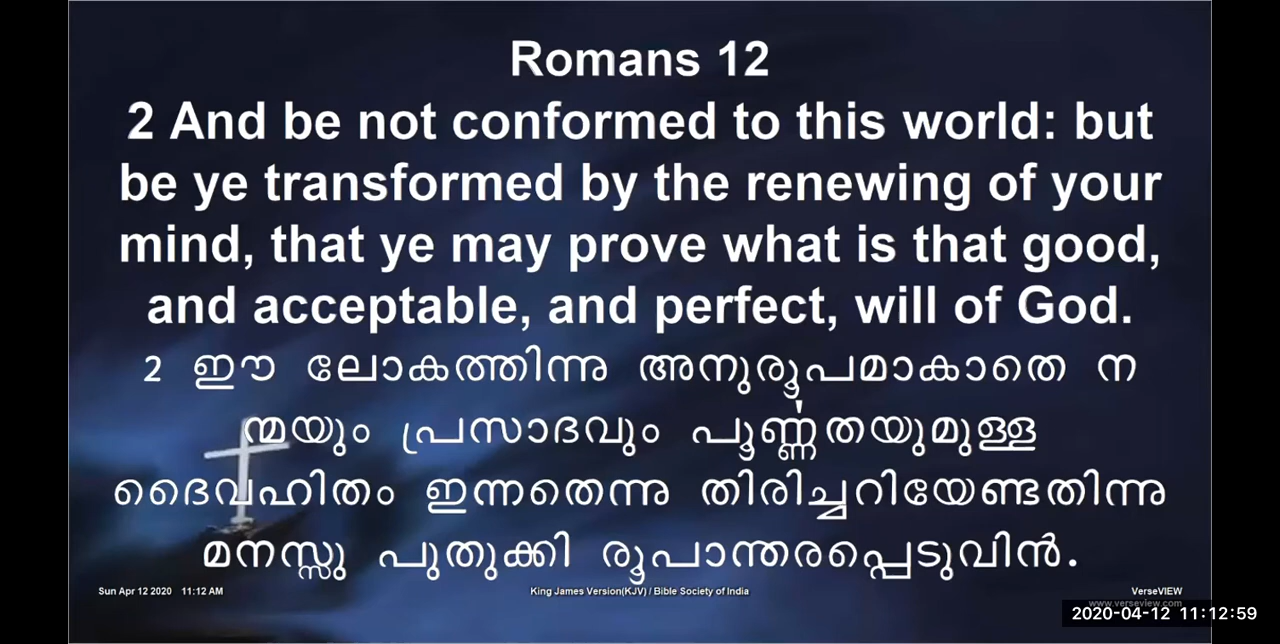 Romans 12
2 And be not conformed to this world: but
be ye transformed by the renewing of your
mind, that ye may prove what is that good,
and acceptable, and perfect, will of God.
2 ഈ ലോകത്തിന്നു അനുരൂപമാകാതെ ന
ന്മയും പ്രസാദവും പൂര്‍ണ്ണതയുമുള്ള
ദൈവഹിതം ഇന്നതെന്നു തിരിച്ചറിയേണ്ടതിന്നു
മനസ്സു പുതുക്കി രൂപാന്തരപ്പെടുവിൻ.
Sun Apr 12 2020 11:12 AM King James Version(KJV) / Bible Society of India VerseVIEW
www.verseview.com
2020-04-12 11:12:59